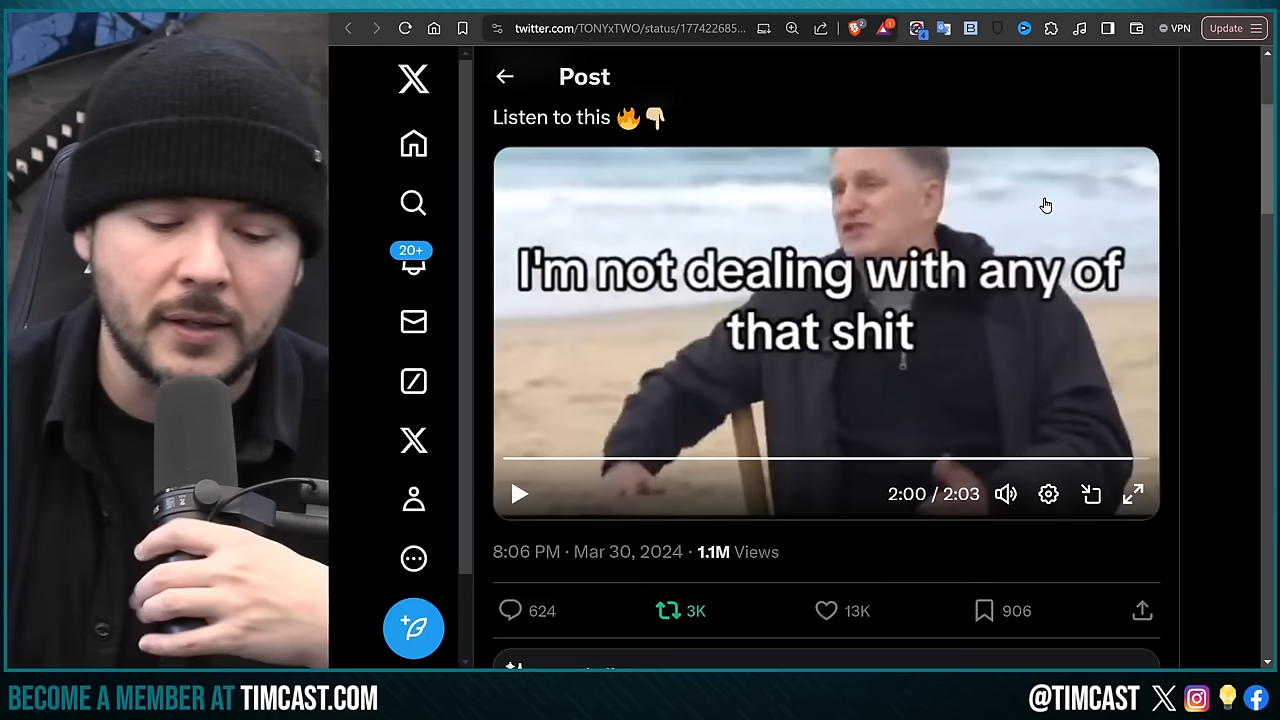 twitter.com/TONYxTWO/status/177422685...
VPN
Update
Post
Listen to this 🔥👇🏻
20+
I'm not dealing with any of
that shit
2:00 / 2:03
8:06 PM · Mar 30, 2024 · 1.1M Views
624
3K
13K
906
BECOME A MEMBER AT TIMCAST.COM
@TIMCAST